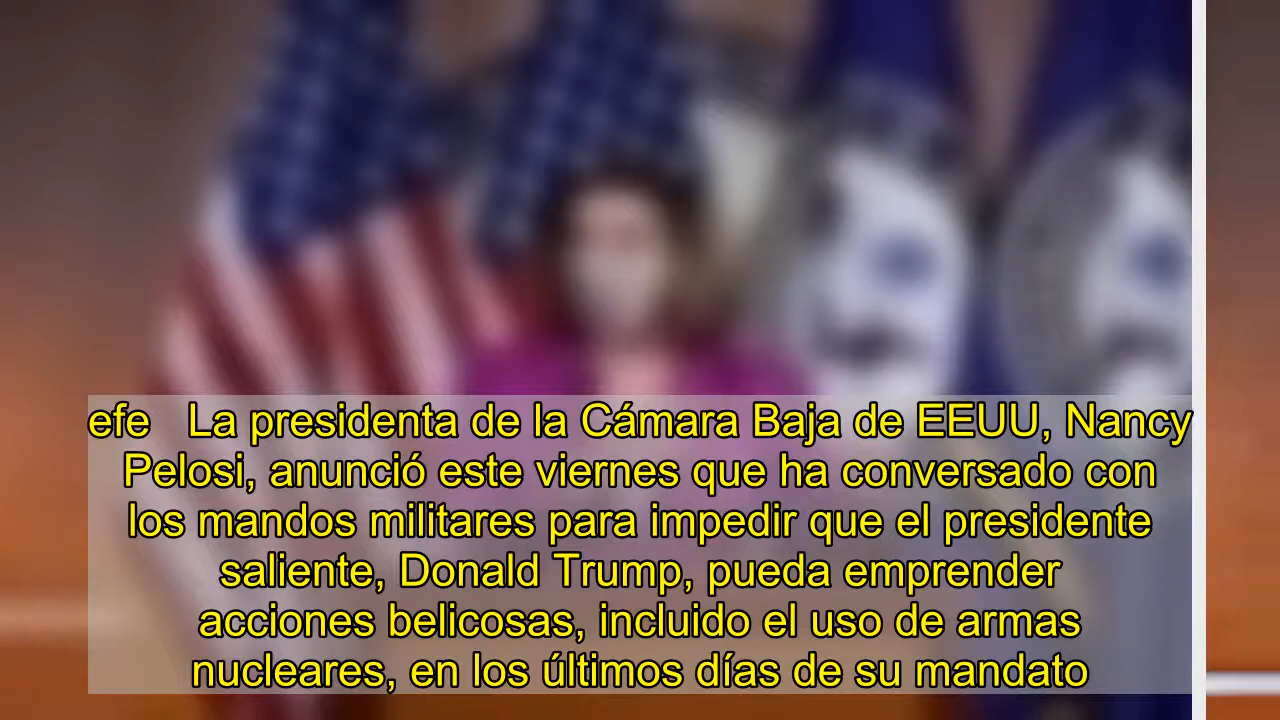 efe   La presidenta de la Cámara Baja de EEUU, Nancy
Pelosi, anunció este viernes que ha conversado con
los mandos militares para impedir que el presidente
saliente, Donald Trump, pueda emprender
acciones belicosas, incluido el uso de armas
nucleares, en los últimos días de su mandato